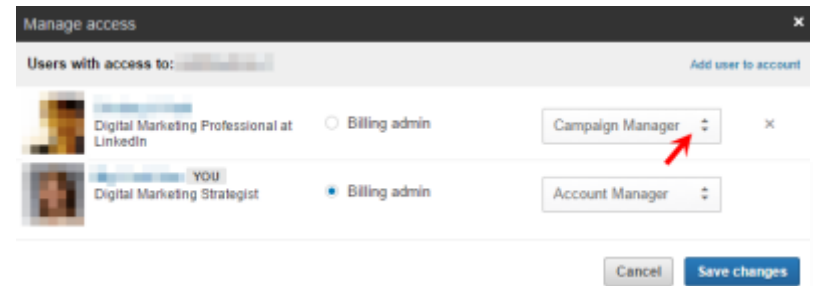 Manage access ×
Users with access to: Add user to account
Digital Marketing Professional at
LinkedIn
Billing admin
Campaign Manager
×
YOU
Digital Marketing Strategist
Billing admin
Account Manager
Cancel Save changes